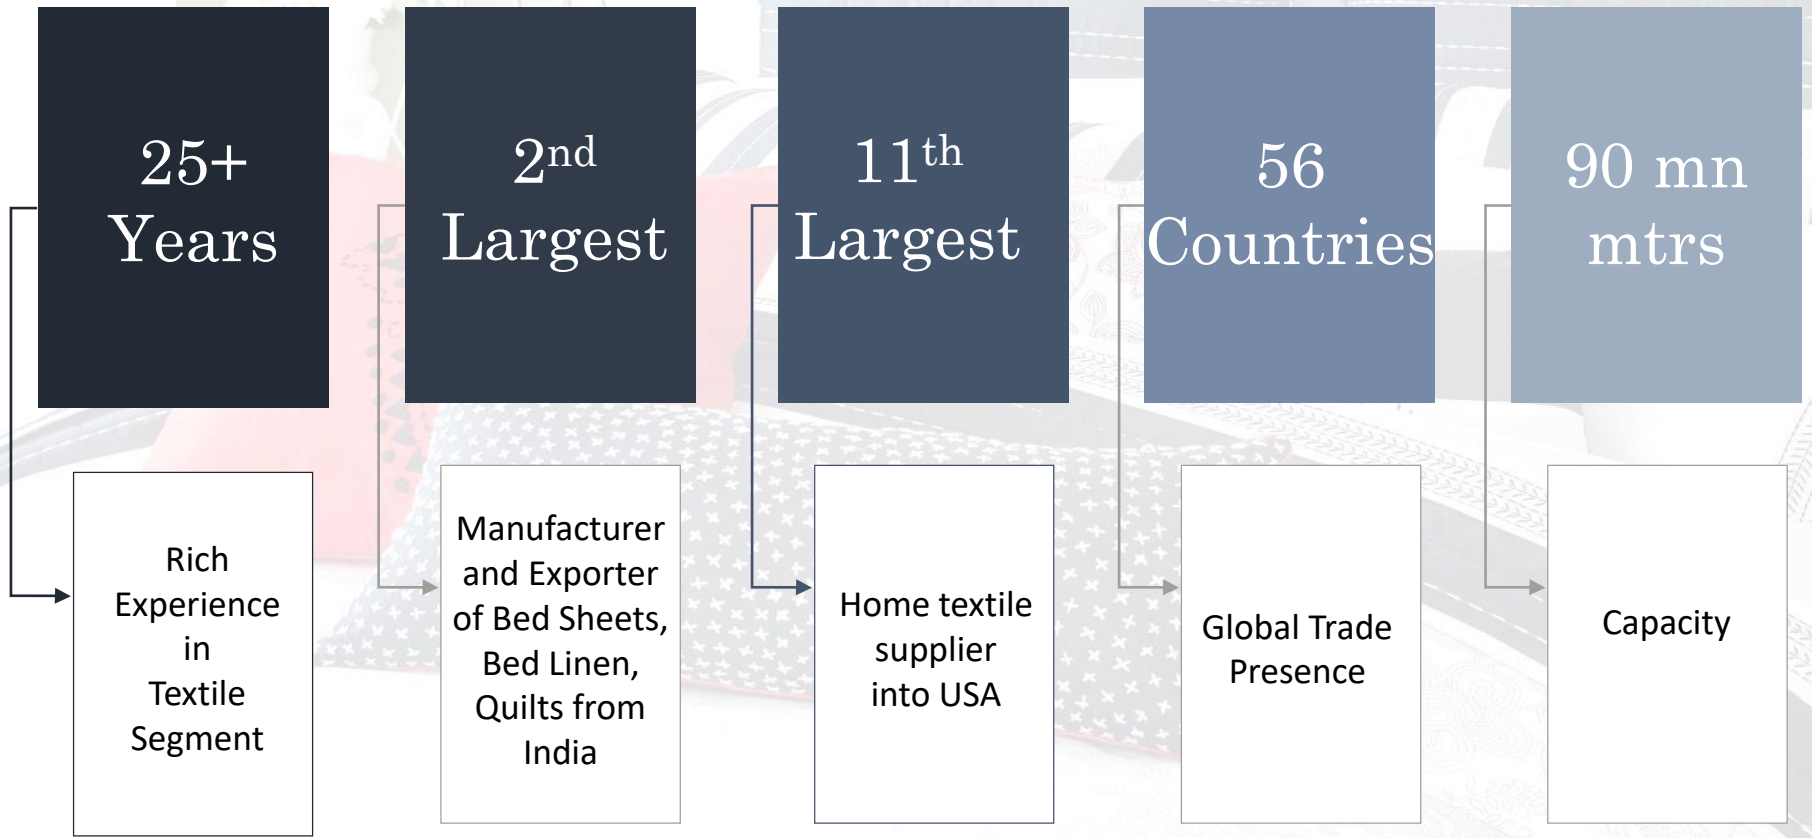 25+
Years
2nd
Largest
11th
Largest
56
Countries
90 mn
mtrs
Rich
Experience
in
Textile
Segment
Manufacturer
and Exporter
of Bed Sheets,
Bed Linen,
Quilts from
India
Home textile
supplier
into USA
Global Trade
Presence
Capacity